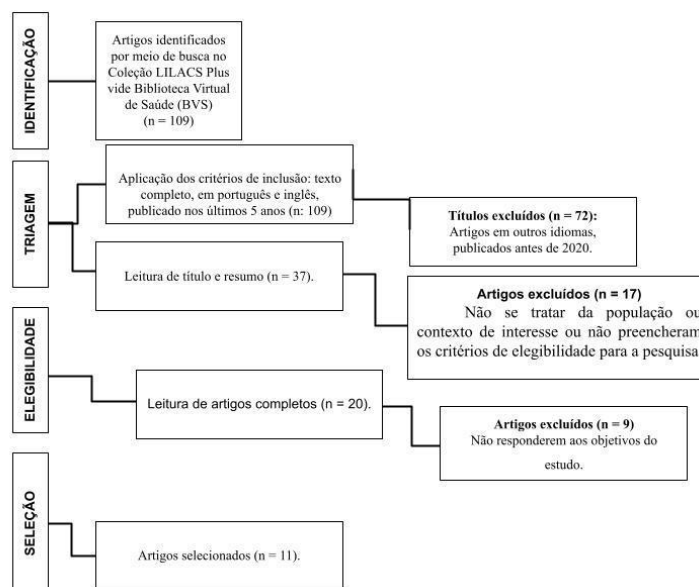 IDENTIFICAÇÃO
Artigos identificados
por meio de busca no
Coleção LILACS Plus
vide Biblioteca Virtual
de Saúde (BVS)
(n = 109)
TRIAGEM
Aplicação dos critérios de inclusão: texto
completo, em português e inglês,
publicado nos últimos 5 anos (n: 109)
Títulos excluídos (n = 72):
Artigos em outros idiomas,
publicados antes de 2020.
Leitura de título e resumo (n = 37).
Artigos excluídos (n = 17)
Não se tratar da população ou
contexto de interesse ou não preencheram
os critérios de elegibilidade para a pesquisa
ELEGIBILIDADE
Leitura de artigos completos (n = 20).
Artigos excluídos (n = 9)
Não responderem aos objetivos do
estudo.
SELEÇÃO
Artigos selecionados (n = 11).